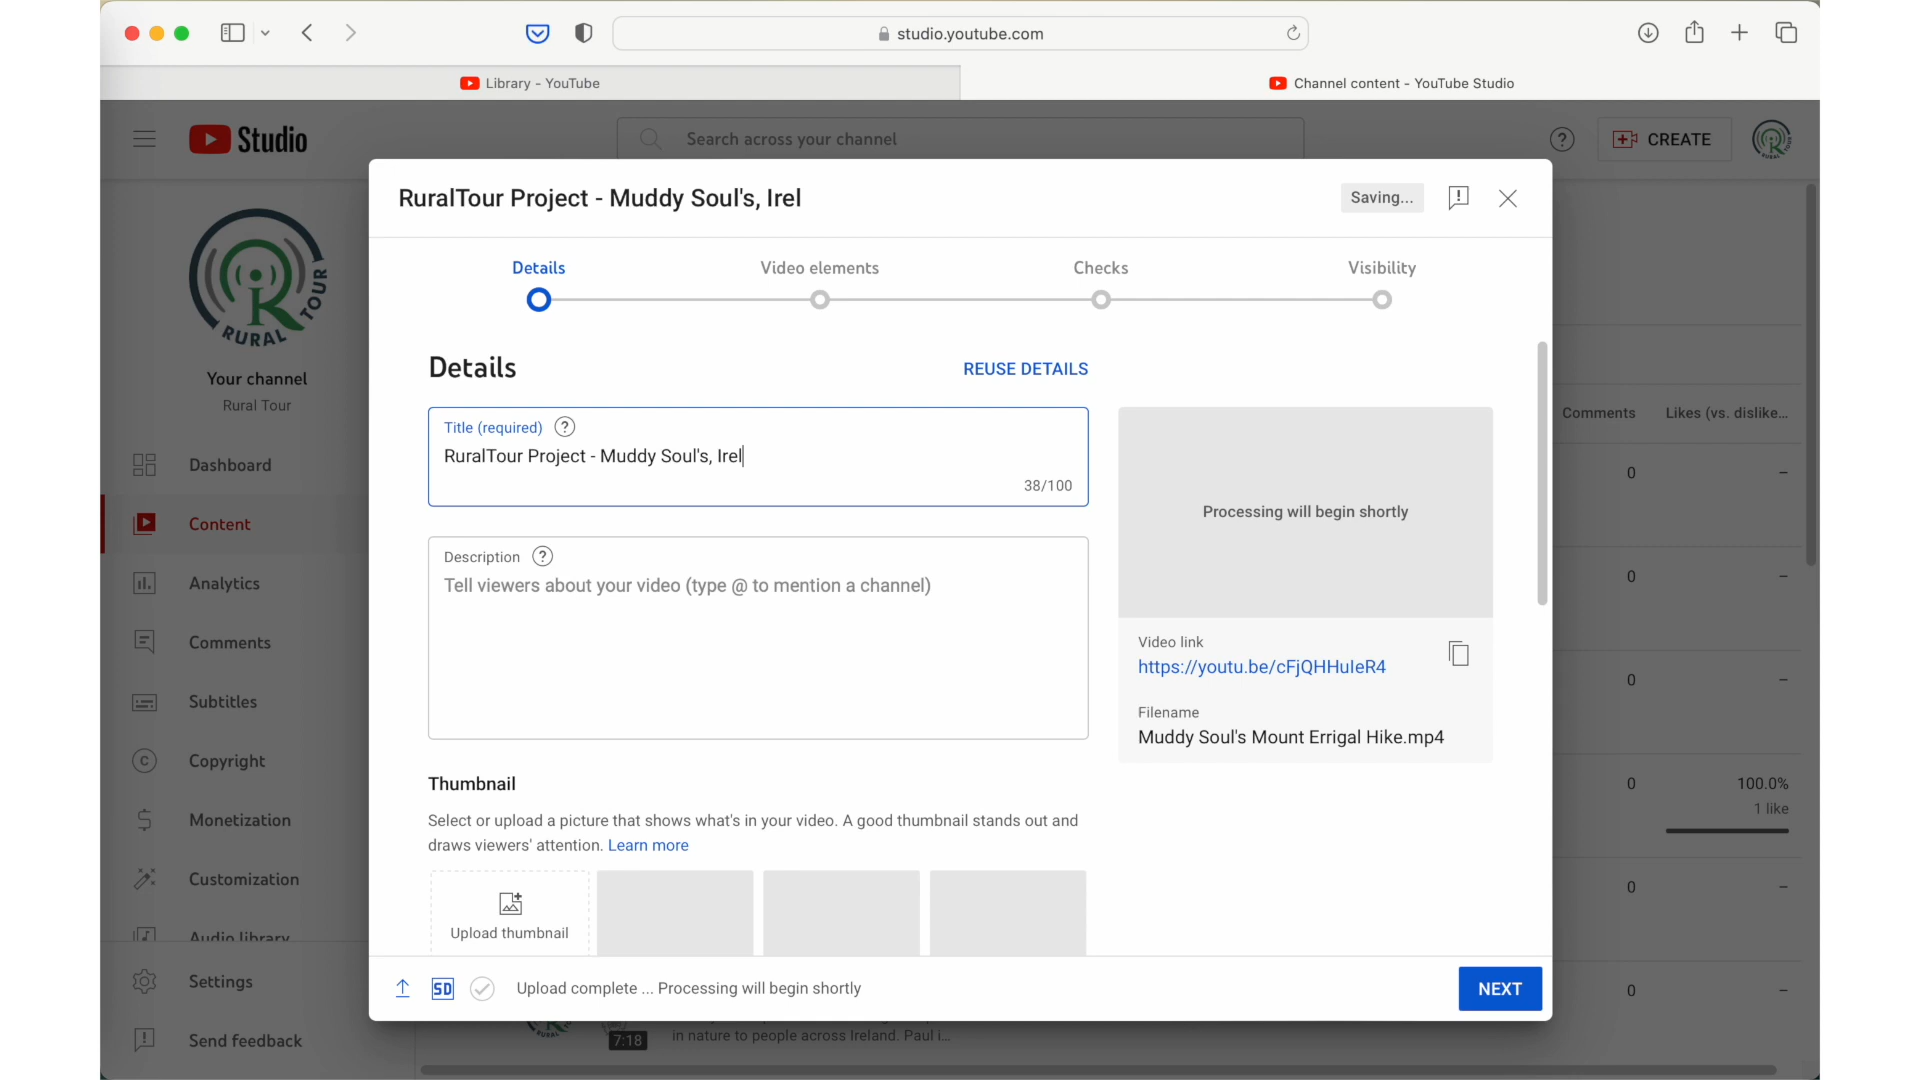 studio.youtube.com
Library - YouTube
Channel content - YouTube Studio
Studio
Search across your channel
CREATE
RuralTour Project - Muddy Soul's, Irel
Saving...
Details
Video elements
Checks
Visibility
RURAL TOUR
Your channel
Rural Tour
Dashboard
Content
Analytics
Comments
Subtitles
Copyright
Monetization
Customization
Audio library
Settings
Send feedback
Details
REUSE DETAILS
Title (required)
RuralTour Project - Muddy Soul's, Irel
38/100
Description
Tell viewers about your video (type @ to mention a channel)
Processing will begin shortly
Video link
https://youtu.be/cFjQHHuIeR4
Filename
Muddy Soul's Mount Errigal Hike.mp4
Thumbnail
Select or upload a picture that shows what's in your video. A good thumbnail stands out and
draws viewers' attention. Learn more
Upload thumbnail
SD
Upload complete ... Processing will begin shortly
NEXT
Comments
Likes (vs. dislike...
0 –
0 –
0 –
0 100.0%
1 like
0 –
0 –
7:18
in nature to people across Ireland. Paul i...